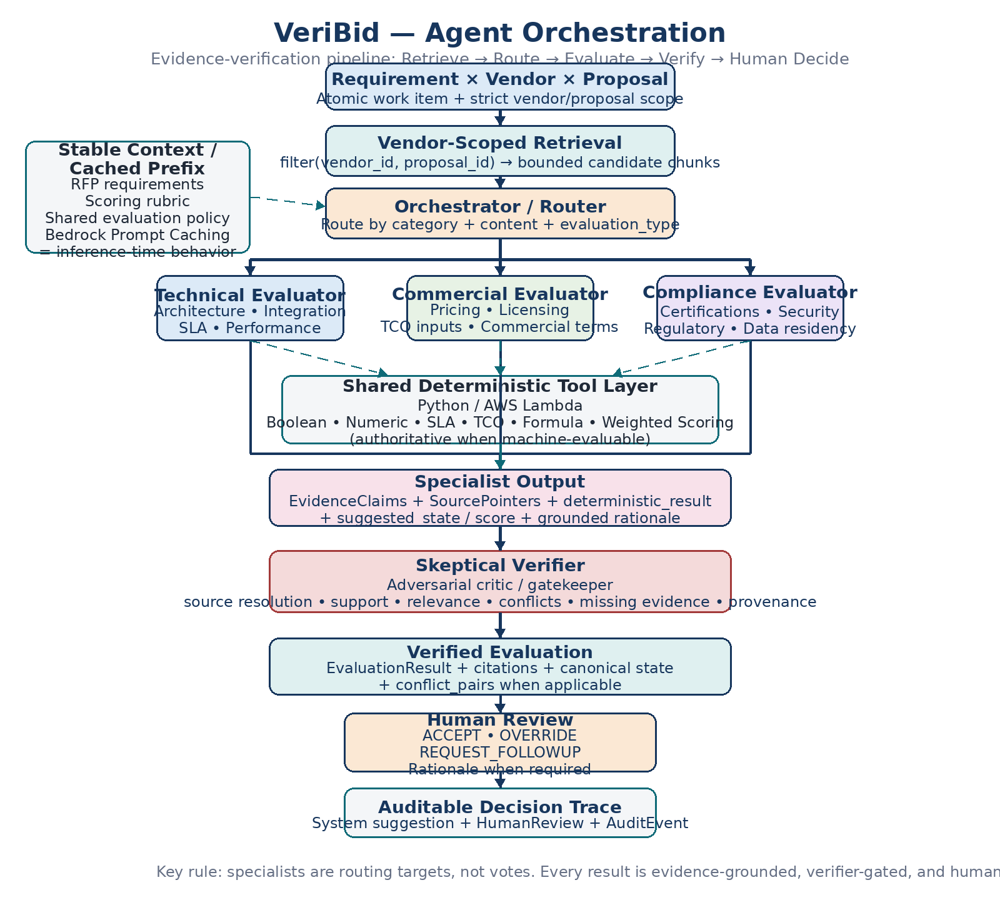 VeriBid — Agent Orchestration
Evidence-verification pipeline: Retrieve → Route → Evaluate → Verify → Human Decide
Requirement × Vendor × Proposal
Atomic work item + strict vendor/proposal scope
Vendor-Scoped Retrieval
filter(vendor_id, proposal_id) → bounded candidate chunks
Stable Context /
Cached Prefix
RFP requirements
Scoring rubric
Shared evaluation policy
Bedrock Prompt Caching
= inference-time behavior
Orchestrator / Router
Route by category + content + evaluation_type
Technical Evaluator
Architecture • Integration
SLA • Performance
Commercial Evaluator
Pricing • Licensing
TCO inputs • Commercial terms
Compliance Evaluator
Certifications • Security
Regulatory • Data residency
Shared Deterministic Tool Layer
Python / AWS Lambda
Boolean • Numeric • SLA • TCO • Formula • Weighted Scoring
(authoritative when machine-evaluable)
Specialist Output
EvidenceClaims + SourcePointers + deterministic_result
+ suggested_state / score + grounded rationale
Skeptical Verifier
Adversarial critic / gatekeeper
source resolution • support • relevance • conflicts • missing evidence • provenance
Verified Evaluation
EvaluationResult + citations + canonical state
+ conflict_pairs when applicable
Human Review
ACCEPT • OVERRIDE
REQUEST_FOLLOWUP
Rationale when required
Auditable Decision Trace
System suggestion + HumanReview + AuditEvent
Key rule: specialists are routing targets, not votes. Every result is evidence-grounded, verifier-gated, and human